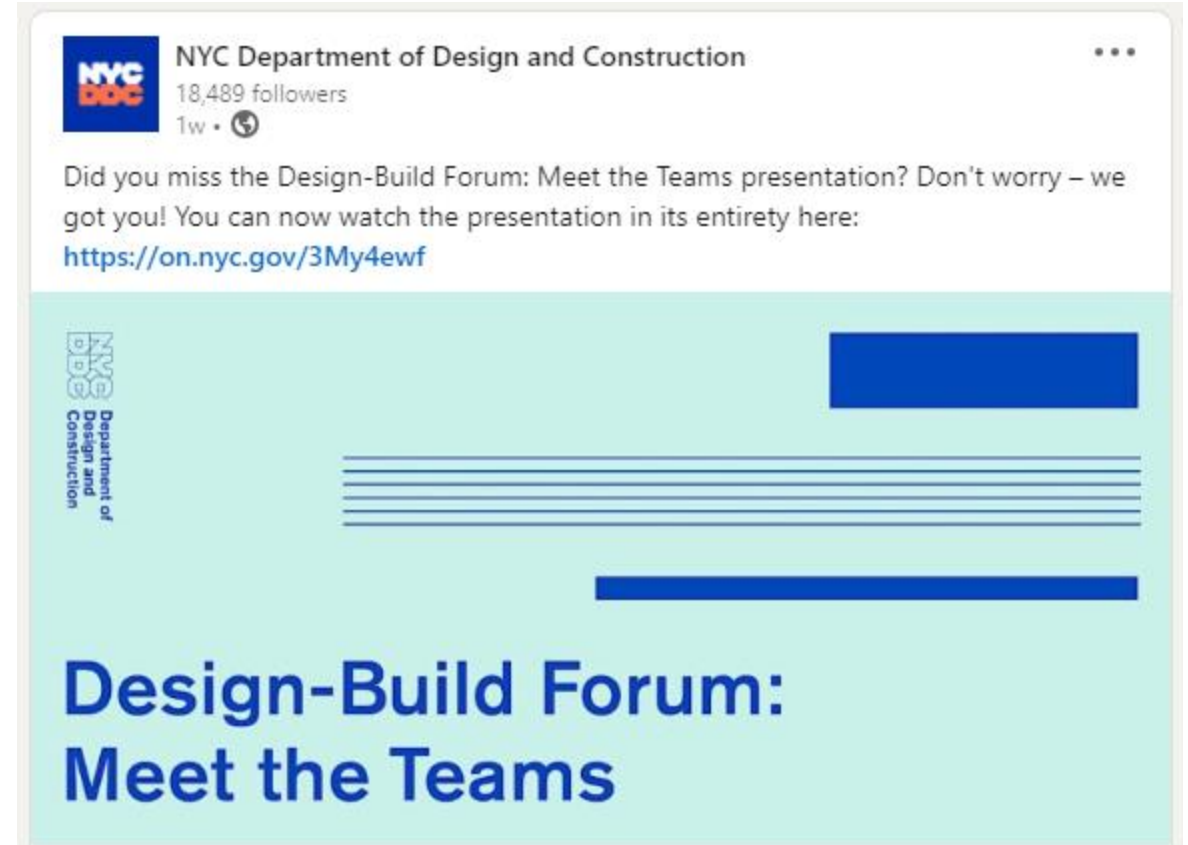 NYC
DDC
NYC Department of Design and Construction
18,489 followers
1w •
Did you miss the Design-Build Forum: Meet the Teams presentation? Don't worry – we
got you! You can now watch the presentation in its entirety here:
https://on.nyc.gov/3My4ewf
NYC
DDC
Department of
Design and
Construction
Design-Build Forum:
Meet the Teams